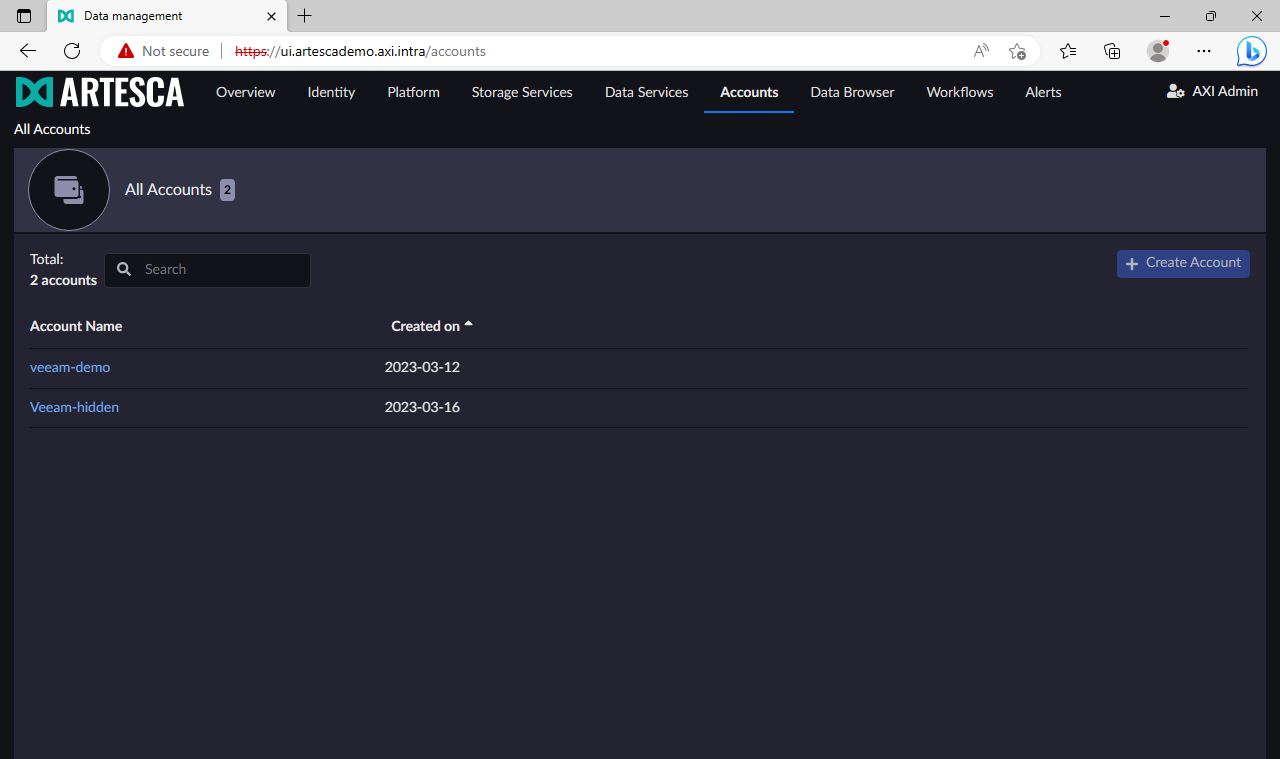 Data management
Not secure
https://ui.artescademo.axi.intra/accounts
ARTESCA
Overview
Identity
Platform
Storage Services
Data Services
Accounts
Data Browser
Workflows
Alerts
AXI Admin
All Accounts
All Accounts 2
Total:
2 accounts
Search
Create Account
Account Name
Created on
veeam-demo
2023-03-12
Veeam-hidden
2023-03-16